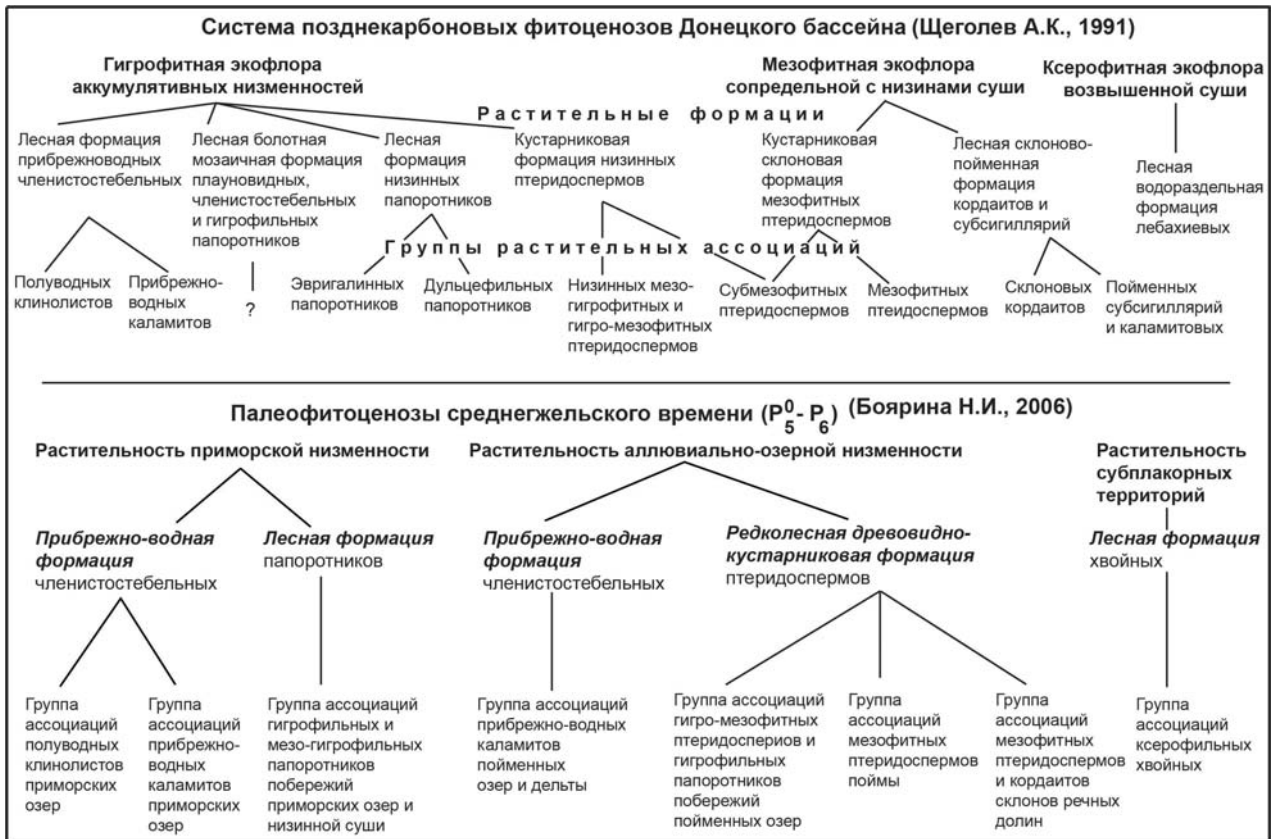 Система позднекарбоновых фитоценозов Донецкого бассейна (Щеголев А.К., 1991)
Гигрофитная экофлора
аккумулятивных низменностей
Мезофитная экофлора
сопредельной с низинами суши
Ксерофитная экофлора
возвышенной суши
Растительные формации
Лесная формация
прибрежноводных
членистостебельных
Лесная болотная
мозаичная формация
плауновидных,
членистостебельных
и гигрофильных
папоротников
Лесная
формация
низинных
папоротников
Кустарниковая
формация низинных
птеридоспермов
Кустарниковая
склоновая
формация
мезофитных
птеридоспермов
Лесная склоново-
пойменная
формация
кордаитов и
субсигиллярий
Лесная
водораздельная
формация
лебахиевых
Группы растительных ассоциаций
Полуводных
клинолистов
Прибрежно-
водных
каламитов
?
Эвригалинных
папоротников
Дульцефильных
папоротников
Низинных мезо-
гигрофитных и
гигро-мезофитных
птеридоспермов
Субмезофитных
птеридоспермов
Мезофитных
птеидоспермов
Склоновых
кордаитов
Пойменных
субсигиллярий
и каламитовых
Палеофитоценозы среднегжельского времени (P⁰₅- P₆) (Боярина Н.И., 2006)
Растительность приморской низменности
Растительность аллювиально-озерной низменности
Растительность
субплакорных
территорий
Прибрежно-водная
формация
членистостебельных
Лесная формация
папоротников
Прибрежно-водная
формация
членистостебельных
Редколесная древовидно-
кустарниковая формация
птеридоспермов
Лесная формация
хвойных
Группа
ассоциаций
полуводных
клинолистов
приморских
озер
Группа
ассоциаций
прибрежно-
водных
каламитов
приморских
озер
Группа ассоциаций
гигрофильных и
мезо-гигрофильных
папоротников
побережий
приморских озер и
низинной суши
Группа ассоциаций
прибрежно-водных
каламитов
пойменных
озер и дельты
Группа ассоциаций
гигро-мезофитных
птеридоспериов и
гигрофильных
папоротников
побережий
пойменных озер
Группа
ассоциаций
мезофитных
птеридоспермов
поймы
Группа
ассоциаций
мезофитных
птеридоспермов
и кордаитов
склонов речных
долин
Группа
ассоциаций
ксерофильных
хвойных